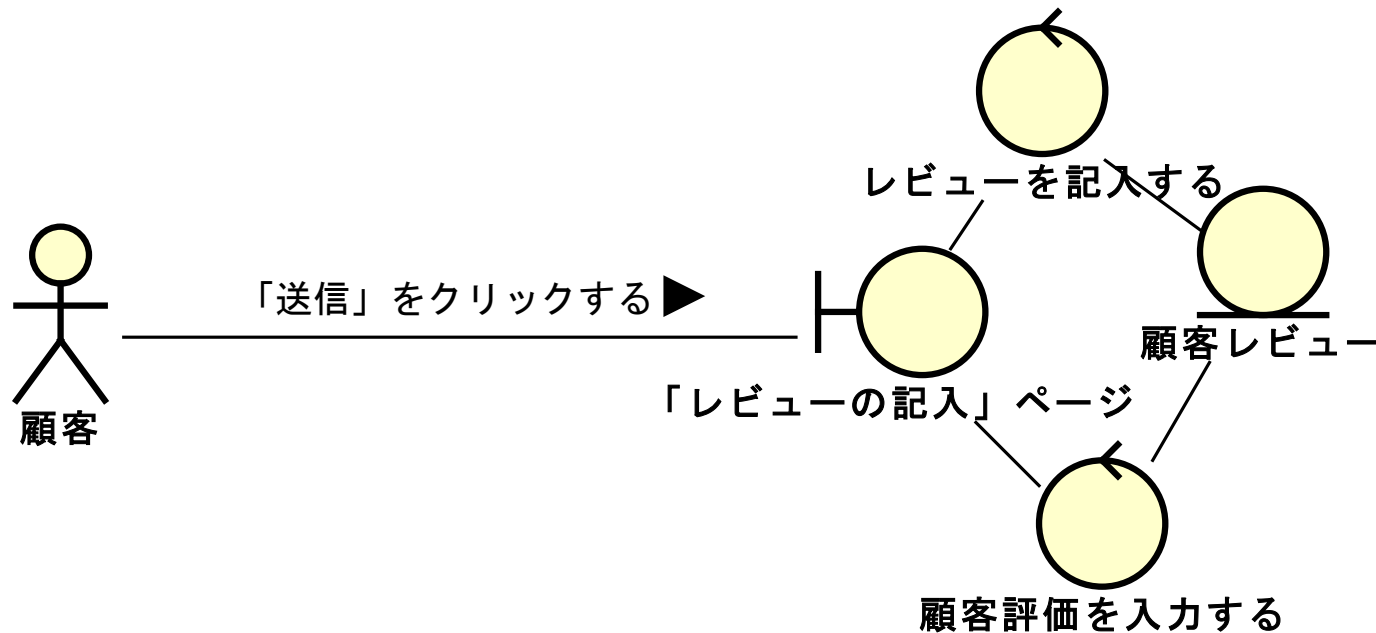 レビューを記入する
「送信」をクリックする
顧客レビュー
「レビューの記入」ページ
顧客
顧客評価を入力する